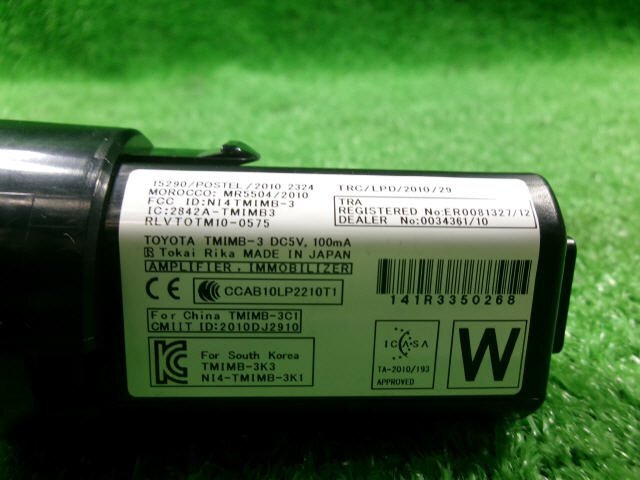 15290/POSTEL/2010 2324
MOROCCO: MR5504/2010
FCC ID:NI4TMIMB-3
IC:2842A-TMIMB3
RLVTOTM10-0575
TRC/LPD/2010/29
TRA
REGISTERED No:ER0081327/12
DEALER No:0034361/10
TOYOTA TMIMB-3 DC5V, 100mA
Tokai Rika MADE IN JAPAN
AMPLIFIER, IMMOBILIZER
CE
CCAB10LP2210T1
For China TMIMB-3C1
CMIIT ID:2010DJ2910
141R3350268
KC
For South Korea
TMIMB-3K3
NI4-TMIMB-3K1
ICASA
TA-2010/193
APPROVED
W